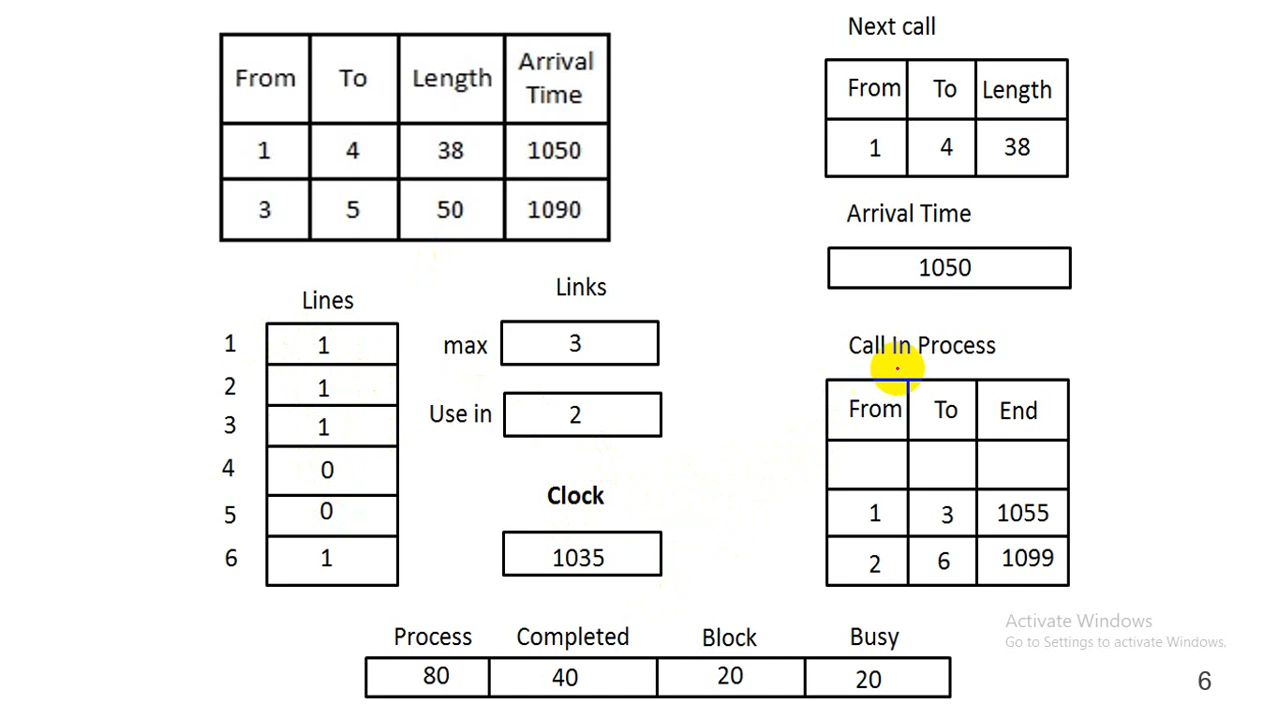 Next call
From To Length Arrival Time
1 4 38 1050
3 5 50 1090
From To Length
1 4 38
Arrival Time
1050
Lines
1 1
2 1
3 1
4 0
5 0
6 1
Links
max 3
Use in 2
Clock
1035
Call In Process
From To End
1 3 1055
2 6 1099
Process Completed Block Busy
80 40 20 20
Activate Windows
Go to Settings to activate Windows.
6